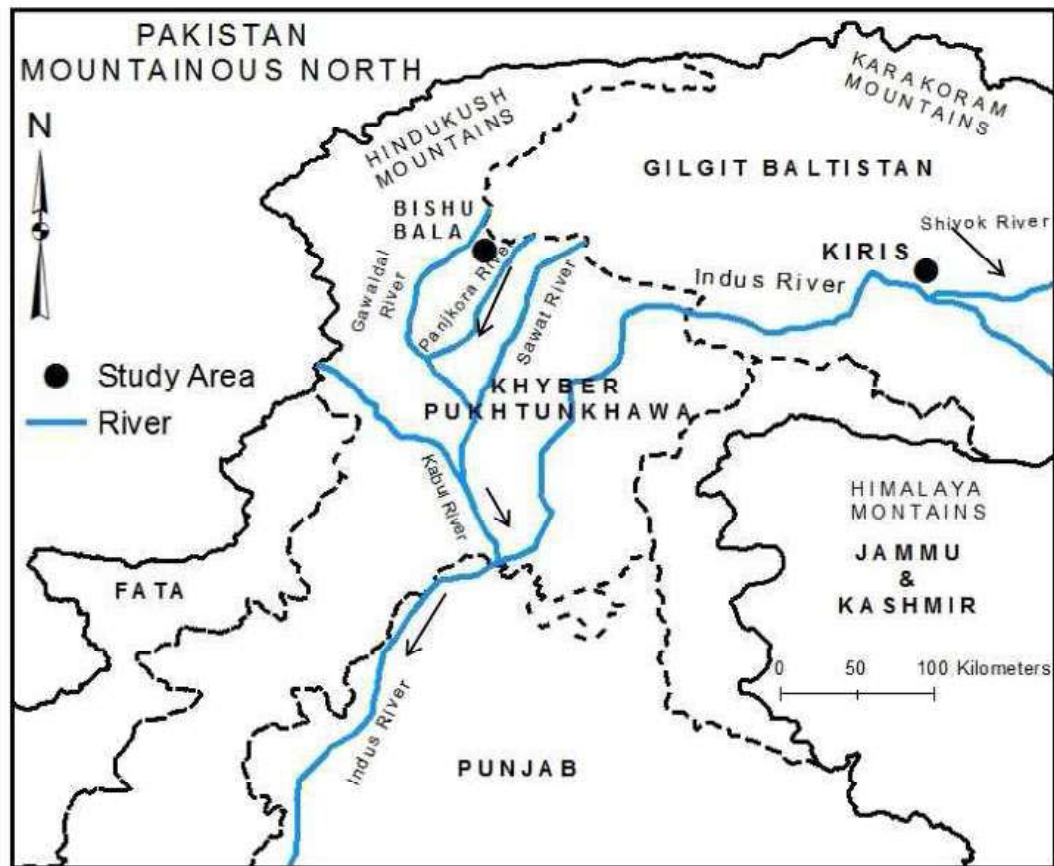 PAKISTAN
MOUNTAINOUS NORTH
N
HINDUKUSH
MOUNTAINS
KARAKORAM
MOUNTAINS
GILGIT BALTISTAN
BISHU
BALA
Shiyok River
KIRIS
Indus River
Gawaldal
River
Panjkora River
Sawat River
Study Area
River
KHYBER
PUKHTUNKHAWA
Kabul River
HIMALAYA
MONTAINS
JAMMU
&
KASHMIR
FATA
0 50 100 Kilometers
Indus River
PUNJAB